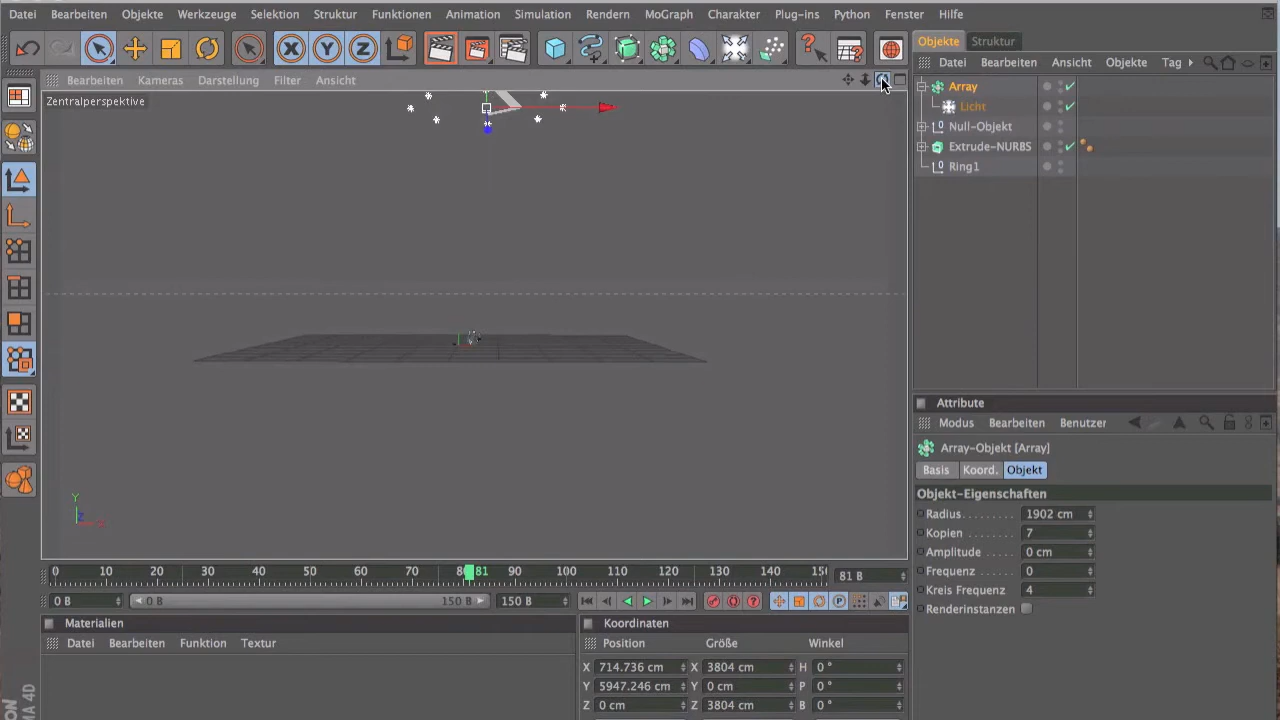 Datei Bearbeiten Objekte Werkzeuge Selektion Struktur Funktionen Animation Simulation Rendern MoGraph Charakter Plug-ins Python Fenster Hilfe
X Y Z
Objekte Struktur
Datei Bearbeiten Ansicht Objekte Tag
Bearbeiten Kameras Darstellung Filter Ansicht
Zentralperspektive
Array
Licht
Null-Objekt
Extrude-NURBS
Ring1
Attribute
Modus Bearbeiten Benutzer
Array-Objekt [Array]
Basis Koord. Objekt
Objekt-Eigenschaften
Radius 1902 cm
Kopien 7
Amplitude 0 cm
Frequenz 0
Kreis Frequenz 4
Renderinstanzen
Y
0 10 20 30 40 50 60 70 80 81 90 100 110 120 130 140 150 81 B
0 B 0 B 150 B 150 B
P
Materialien
Datei Bearbeiten Funktion Textur
Koordinaten
Position Größe Winkel
X 714.736 cm X 3804 cm H 0 °
Y 5947.246 cm Y 0 cm P 0 °
Z 0 cm Z 3804 cm B 0 °
MA 4D